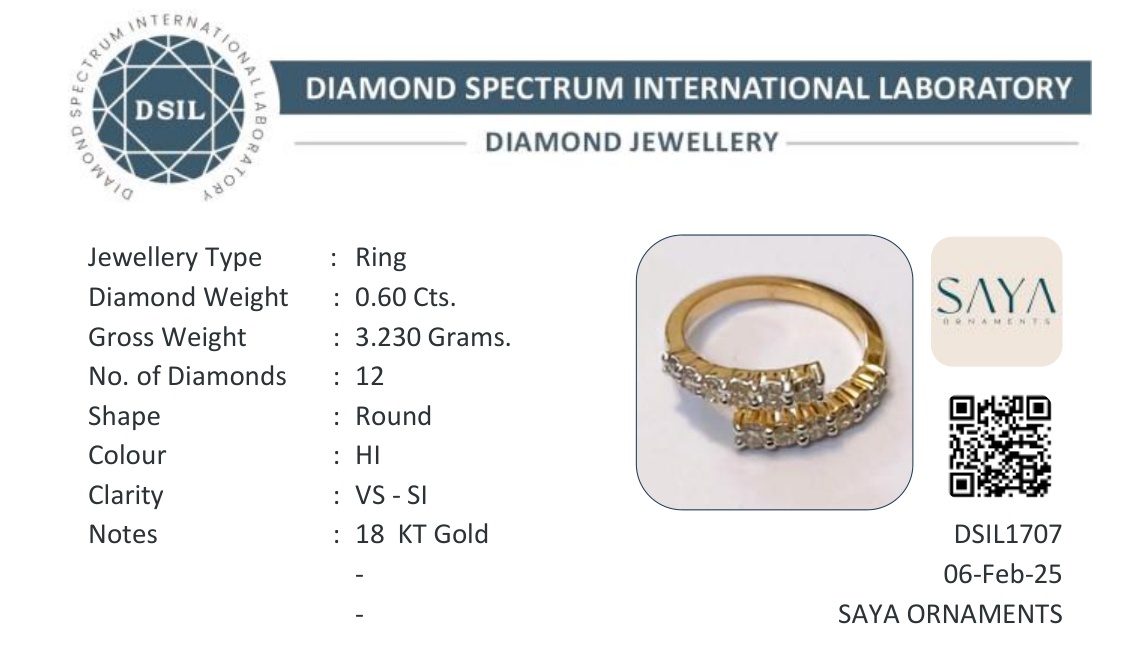 DIAMOND SPECTRUM INTERNATIONAL LABORATORY
DSIL
DIAMOND SPECTRUM INTERNATIONAL LABORATORY
DIAMOND JEWELLERY
Jewellery Type : Ring
Diamond Weight : 0.60 Cts.
Gross Weight : 3.230 Grams.
No. of Diamonds : 12
Shape : Round
Colour : HI
Clarity : VS - SI
Notes : 18 KT Gold
-
-
SAYA
ORNAMENTS
DSIL1707
06-Feb-25
SAYA ORNAMENTS